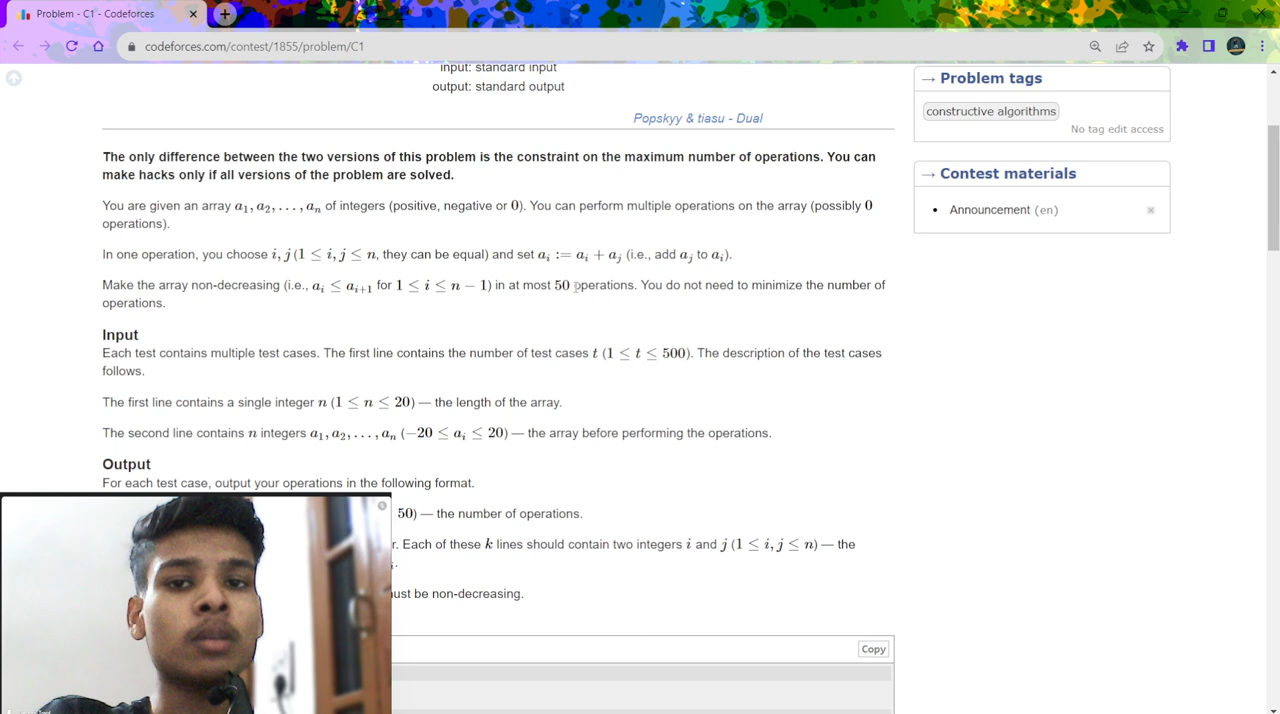 Problem - C1 - Codeforces
codeforces.com/contest/1855/problem/C1
input: standard input
output: standard output
Popskyy & tiasu - Dual
The only difference between the two versions of this problem is the constraint on the maximum number of operations. You can
make hacks only if all versions of the problem are solved.
You are given an array a₁, a₂, …, aₙ of integers (positive, negative or 0). You can perform multiple operations on the array (possibly 0
operations).
In one operation, you choose i, j (1 ≤ i, j ≤ n, they can be equal) and set aᵢ := aᵢ + aⱼ (i.e., add aⱼ to aᵢ).
Make the array non-decreasing (i.e., aᵢ ≤ aᵢ₊₁ for 1 ≤ i ≤ n − 1) in at most 50 operations. You do not need to minimize the number of
operations.
Input
Each test contains multiple test cases. The first line contains the number of test cases t (1 ≤ t ≤ 500). The description of the test cases
follows.
The first line contains a single integer n (1 ≤ n ≤ 20) — the length of the array.
The second line contains n integers a₁, a₂, …, aₙ (−20 ≤ aᵢ ≤ 20) — the array before performing the operations.
Output
For each test case, output your operations in the following format.
50) — the number of operations.
r. Each of these k lines should contain two integers i and j (1 ≤ i, j ≤ n) — the
must be non-decreasing.
Copy
→ Problem tags
constructive algorithms
No tag edit access
→ Contest materials
Announcement (en)